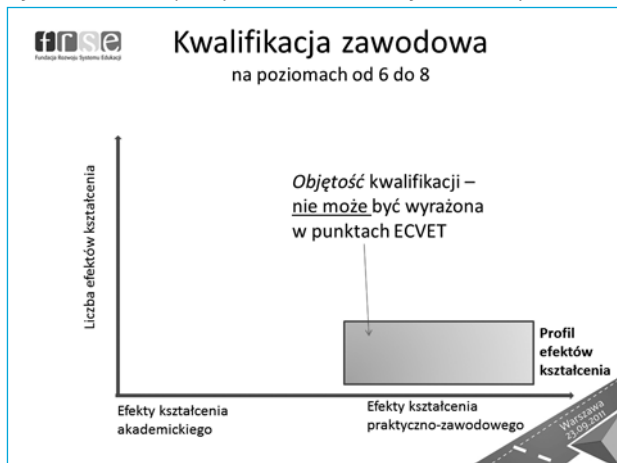 frse
Fundacja Rozwoju Systemu Edukacji
Kwalifikacja zawodowa
na poziomach od 6 do 8
Liczba efektów kształcenia
Objętość kwalifikacji –
nie może być wyrażona
w punktach ECVET
Profil
efektów
kształcenia
Efekty kształcenia
akademickiego
Efekty kształcenia
praktyczno-zawodowego
Warszawa
23.09.2011